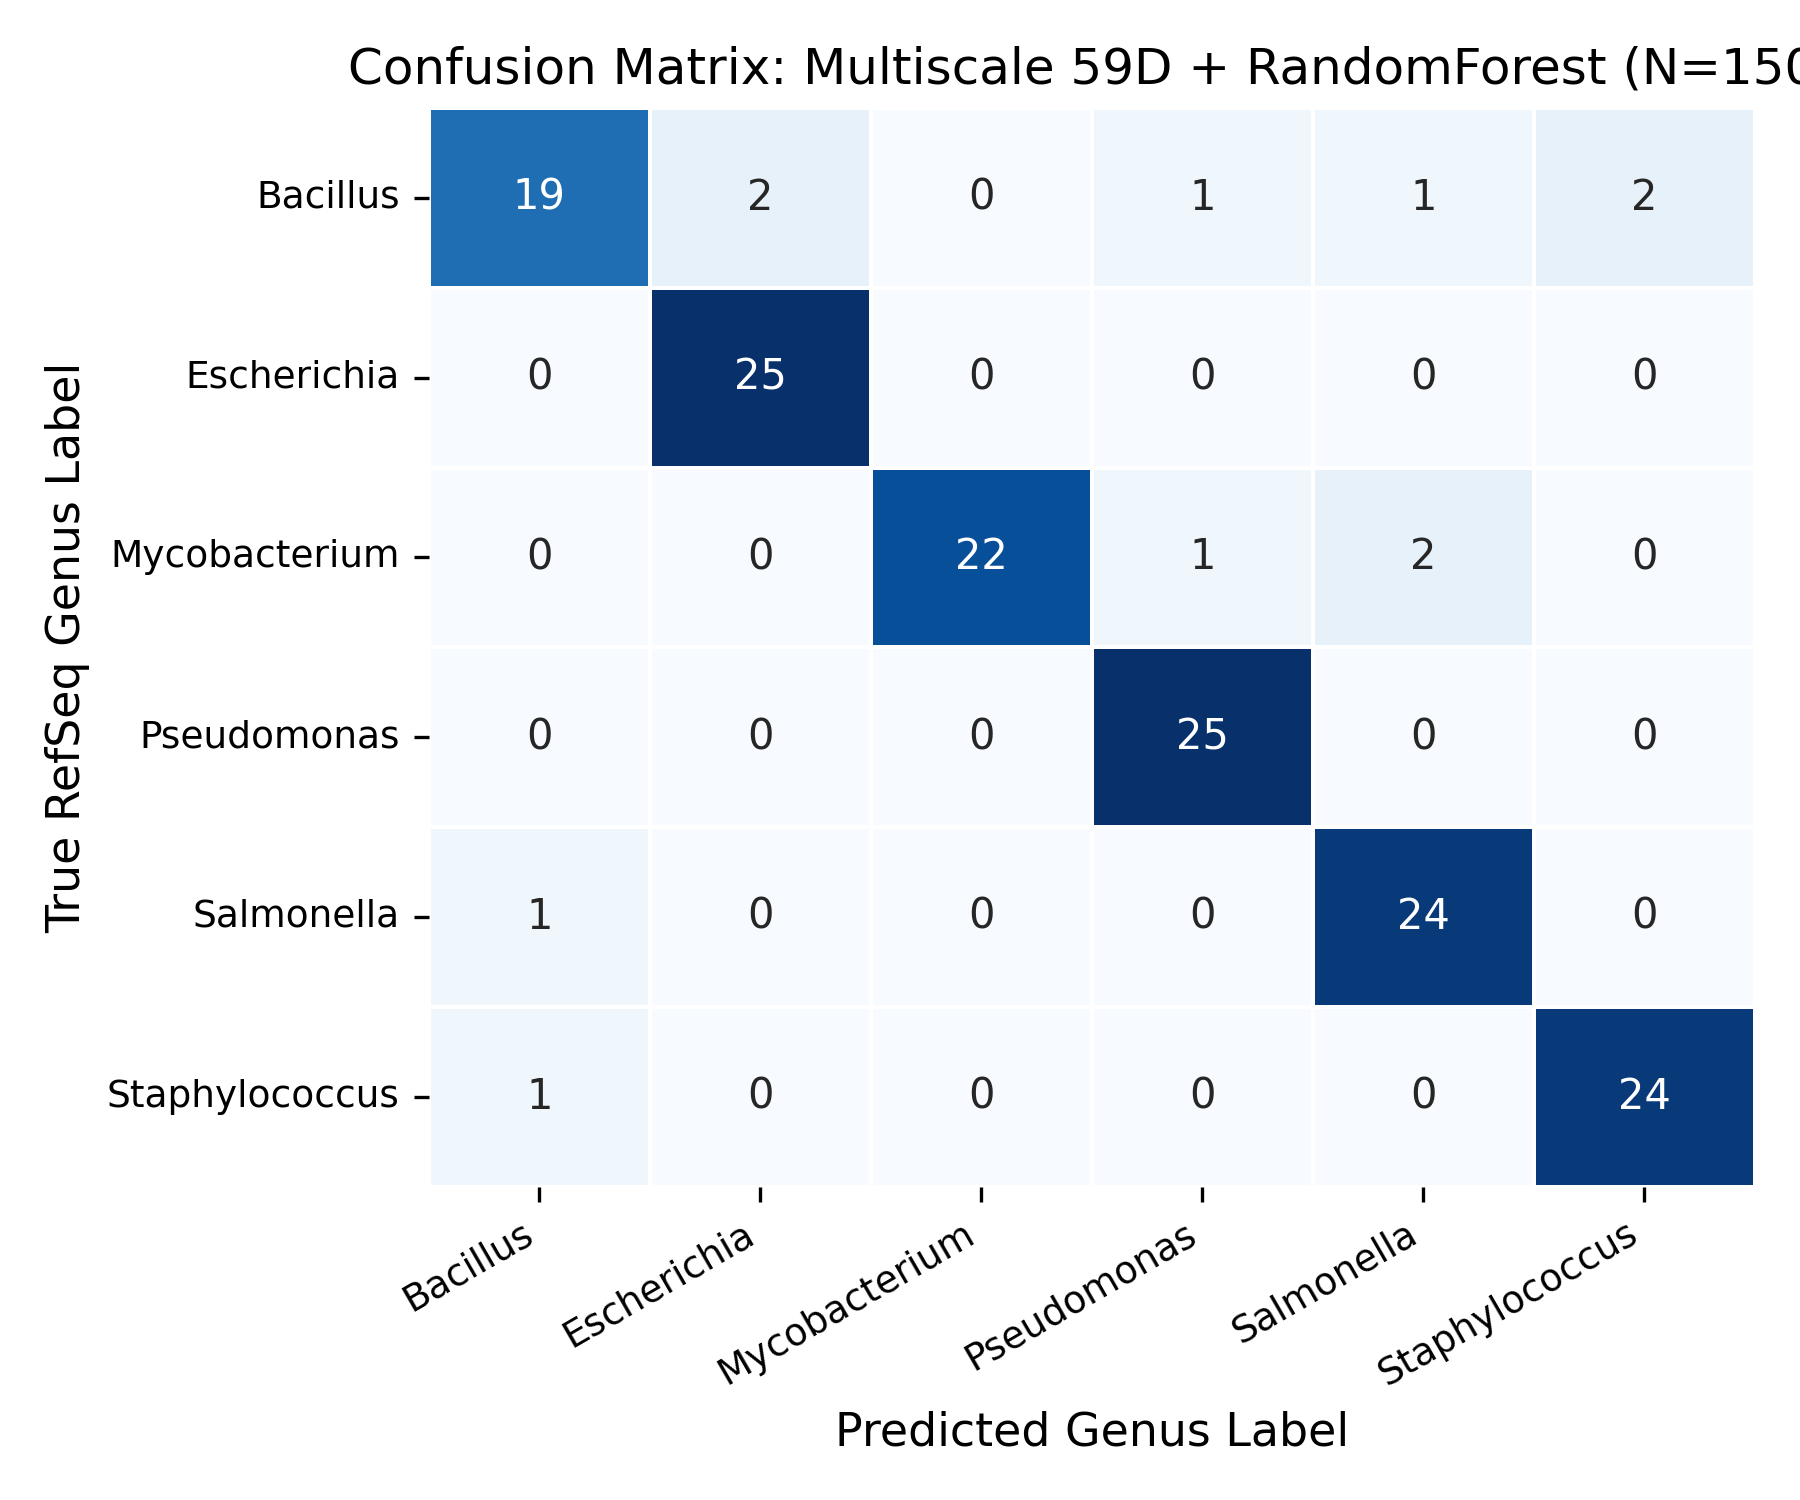 Confusion Matrix: Multiscale 59D + RandomForest (N=150
True RefSeq Genus Label
Bacillus 19 2 0 1 1 2
Escherichia 0 25 0 0 0 0
Mycobacterium 0 0 22 1 2 0
Pseudomonas 0 0 0 25 0 0
Salmonella 1 0 0 0 24 0
Staphylococcus 1 0 0 0 0 24
Bacillus Escherichia Mycobacterium Pseudomonas Salmonella Staphylococcus
Predicted Genus Label